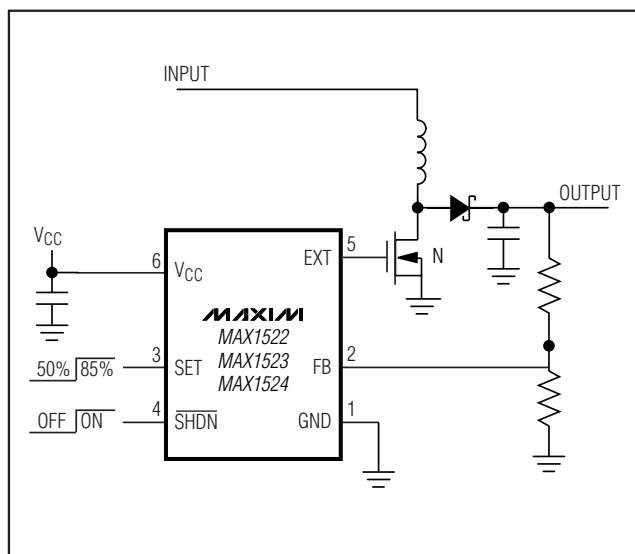 INPUT
OUTPUT
VCC
6
VCC
EXT
5
N
MAXIM
MAX1522
MAX1523
MAX1524
50% 85%
3
SET
FB
2
OFF ON
4
SHDN
GND
1